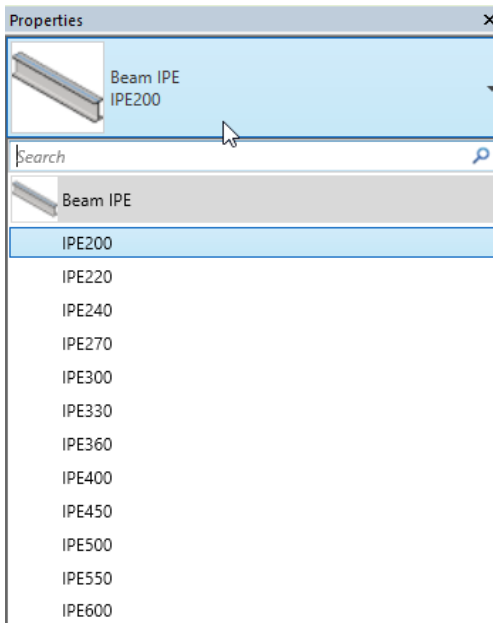 Properties
Beam IPE
IPE200
Search
Beam IPE
IPE200
IPE220
IPE240
IPE270
IPE300
IPE330
IPE360
IPE400
IPE450
IPE500
IPE550
IPE600